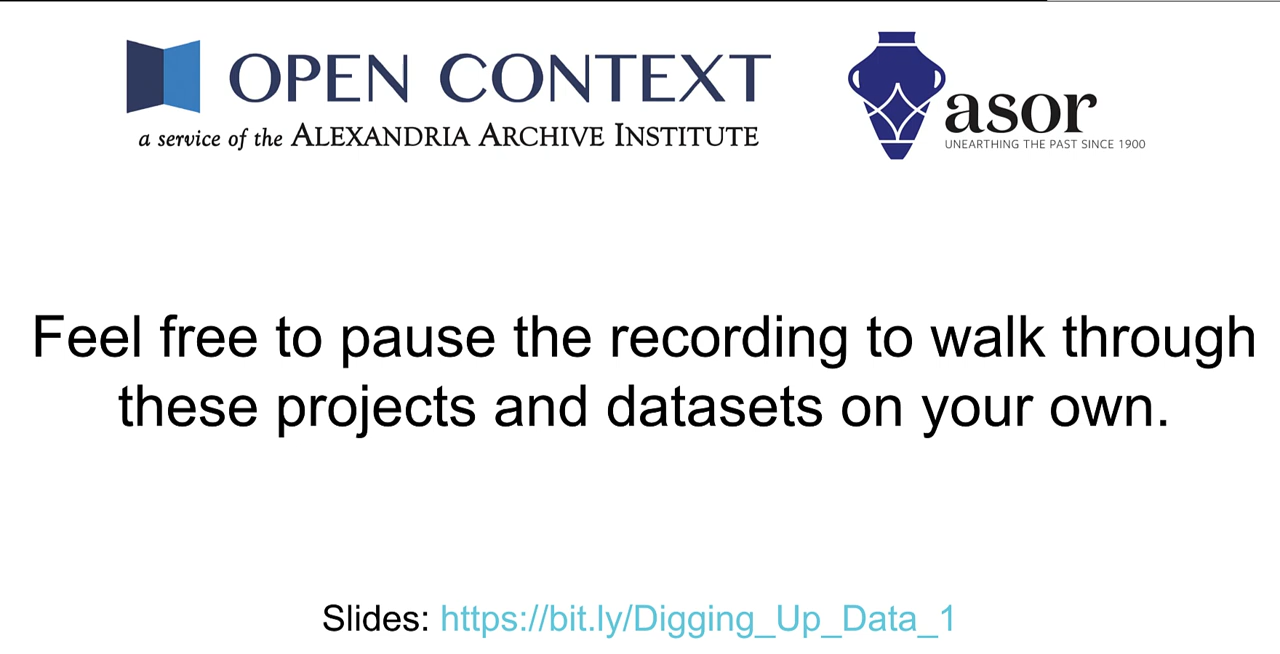 OPEN CONTEXT
a service of the ALEXANDRIA ARCHIVE INSTITUTE
asor
UNEARTHING THE PAST SINCE 1900
Feel free to pause the recording to walk through
these projects and datasets on your own.
Slides: https://bit.ly/Digging_Up_Data_1